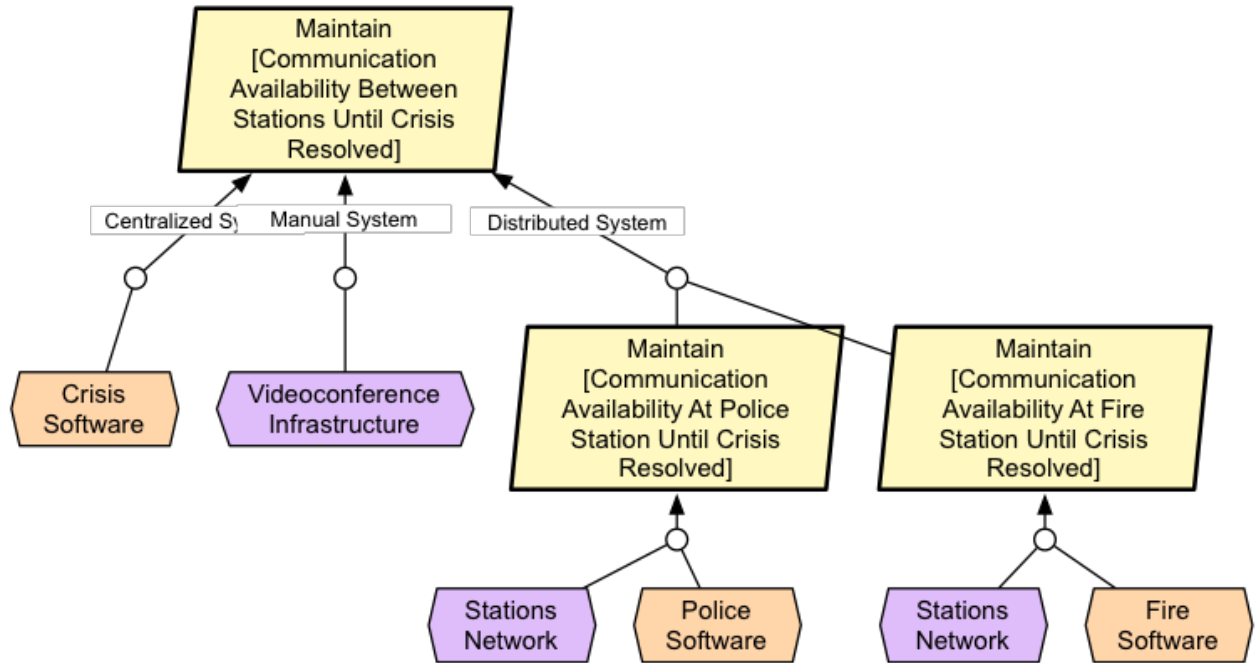 Maintain
[Communication
Availability Between
Stations Until Crisis
Resolved]
Centralized Sy
Manual System
Distributed System
Maintain
[Communication
Availability At Police
Station Until Crisis
Resolved]
Maintain
[Communication
Availability At Fire
Station Until Crisis
Resolved]
Crisis
Software
Videoconference
Infrastructure
Stations
Network
Police
Software
Stations
Network
Fire
Software